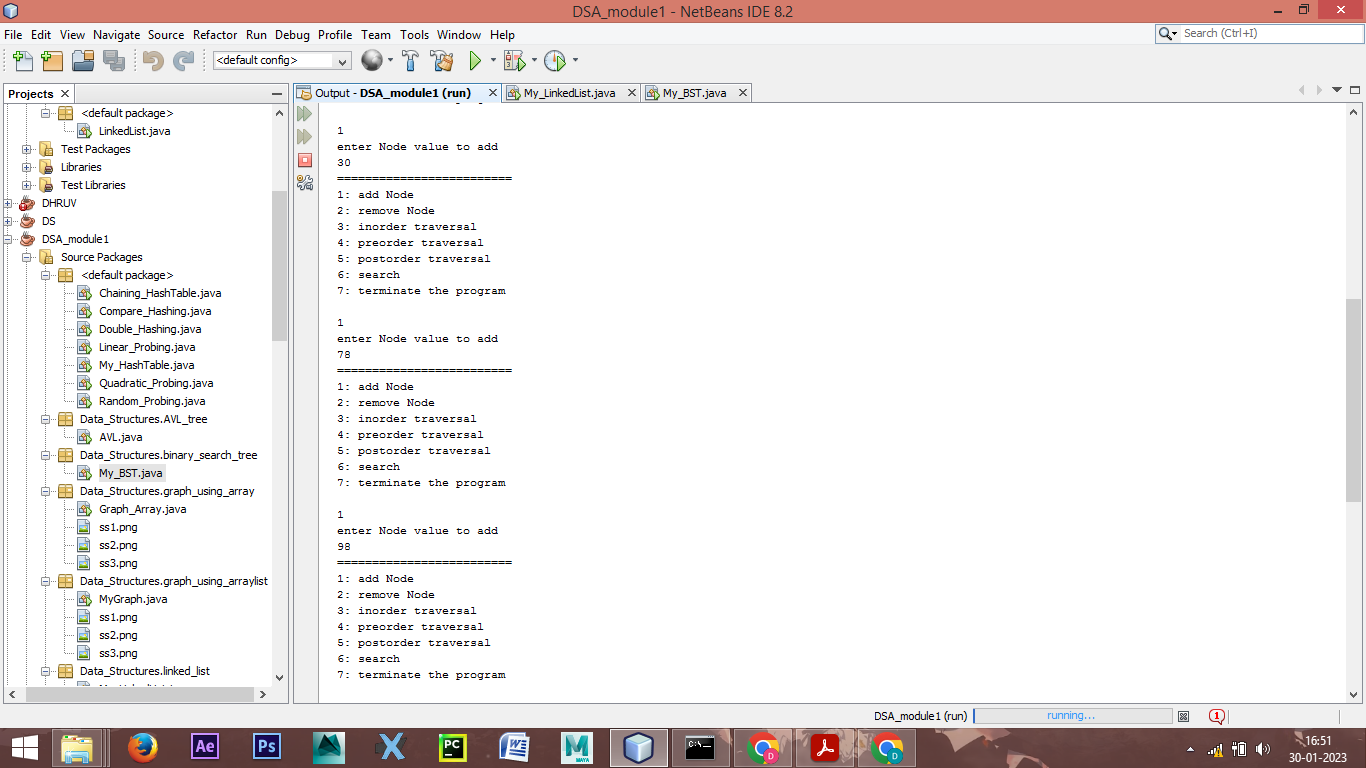 DSA_module1 - NetBeans IDE 8.2
File Edit View Navigate Source Refactor Run Debug Profile Team Tools Window Help
Search (Ctrl+I)
<default config>
Projects
<default package>
LinkedList.java
Test Packages
Libraries
Test Libraries
DHRUV
DS
DSA_module1
Source Packages
<default package>
Chaining_HashTable.java
Compare_Hashing.java
Double_Hashing.java
Linear_Probing.java
My_HashTable.java
Quadratic_Probing.java
Random_Probing.java
Data_Structures.AVL_tree
AVL.java
Data_Structures.binary_search_tree
My_BST.java
Data_Structures.graph_using_array
Graph_Array.java
ss1.png
ss2.png
ss3.png
Data_Structures.graph_using_arraylist
MyGraph.java
ss1.png
ss2.png
ss3.png
Data_Structures.linked_list
Output - DSA_module1 (run) My_LinkedList.java My_BST.java
1
enter Node value to add
30
=========================
1: add Node
2: remove Node
3: inorder traversal
4: preorder traversal
5: postorder traversal
6: search
7: terminate the program
1
enter Node value to add
78
=========================
1: add Node
2: remove Node
3: inorder traversal
4: preorder traversal
5: postorder traversal
6: search
7: terminate the program
1
enter Node value to add
98
=========================
1: add Node
2: remove Node
3: inorder traversal
4: preorder traversal
5: postorder traversal
6: search
7: terminate the program
DSA_module1 (run) running... 1
Ae Ps X PC W M MAYA C:\. D D
16:51
30-01-2023